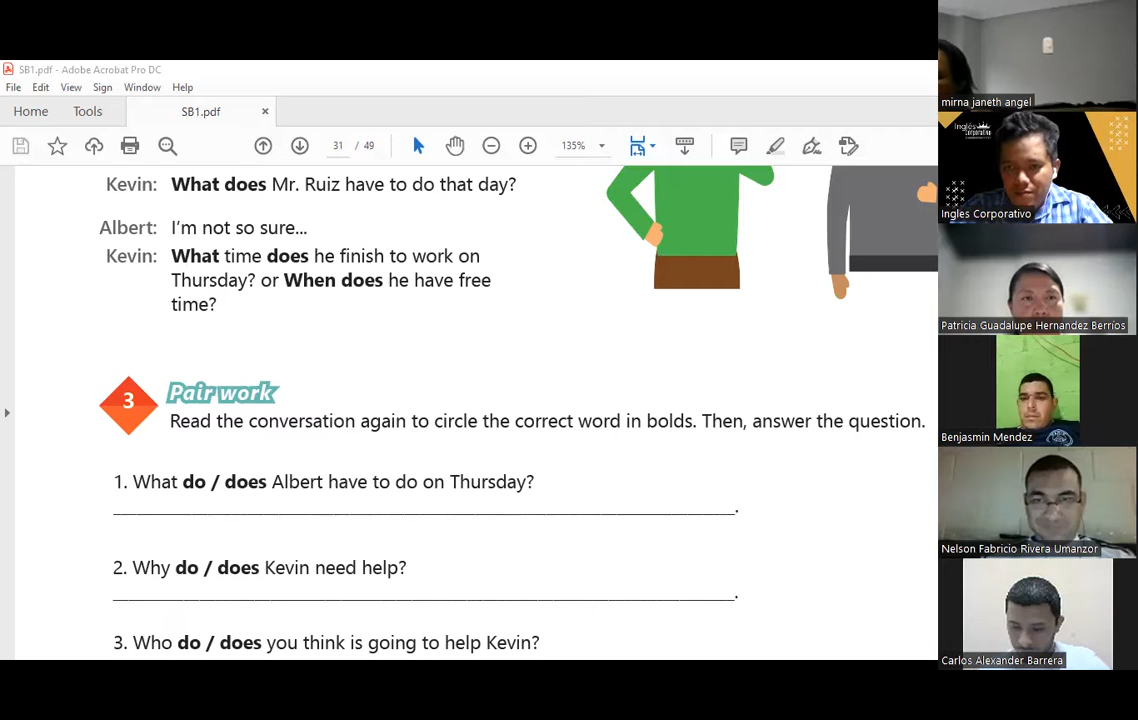 SB1.pdf - Adobe Acrobat Pro DC
File Edit View Sign Window Help
Home Tools SB1.pdf ×
31 / 49 135%
Kevin: What does Mr. Ruiz have to do that day?
Albert: I'm not so sure...
Kevin: What time does he finish to work on
Thursday? or When does he have free
time?
3 Pair work
Read the conversation again to circle the correct word in bolds. Then, answer the question.
1. What do / does Albert have to do on Thursday?
2. Why do / does Kevin need help?
3. Who do / does you think is going to help Kevin?
mirna janeth angel
Inglés
Corporativo
Ingles Corporativo
Patricia Guadalupe Hernandez Berríos
Benjasmin Mendez
Nelson Fabricio Rivera Umanzor
Carlos Alexander Barrera